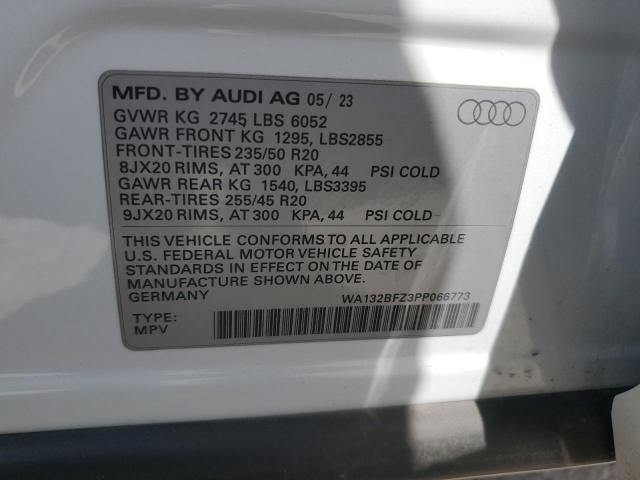 MFD. BY AUDI AG 05/ 23
GVWR KG 2745 LBS 6052
GAWR FRONT KG 1295, LBS2855
FRONT-TIRES 235/50 R20
8JX20 RIMS, AT 300 KPA, 44 PSI COLD
GAWR REAR KG 1540, LBS3395
REAR-TIRES 255/45 R20
9JX20 RIMS, AT 300 KPA, 44 PSI COLD
THIS VEHICLE CONFORMS TO ALL APPLICABLE
U.S. FEDERAL MOTOR VEHICLE SAFETY
STANDARDS IN EFFECT ON THE DATE OF
MANUFACTURE SHOWN ABOVE.
GERMANY WA132BFZ3PP066773
TYPE:
MPV